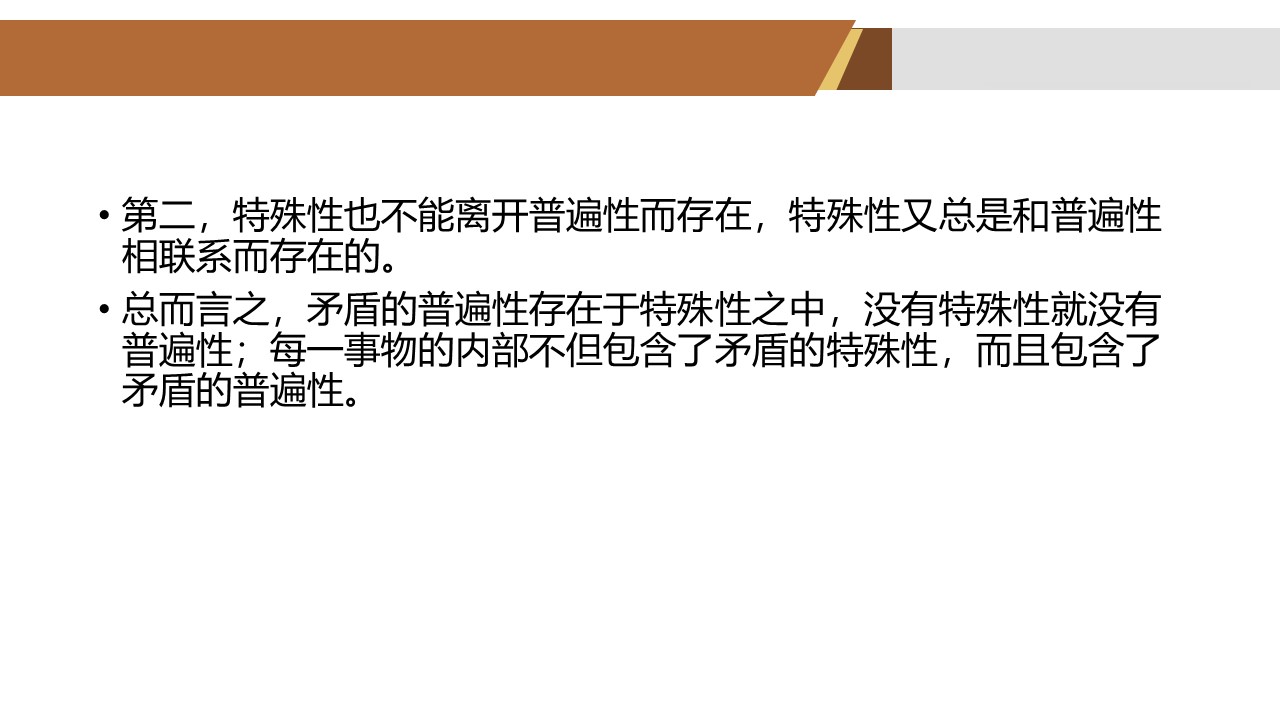 • 第二，特殊性也不能离开普遍性而存在，特殊性又总是和普遍性
相联系而存在的。
• 总而言之，矛盾的普遍性存在于特殊性之中，没有特殊性就没有
普遍性；每一事物的内部不但包含了矛盾的特殊性，而且包含了
矛盾的普遍性。